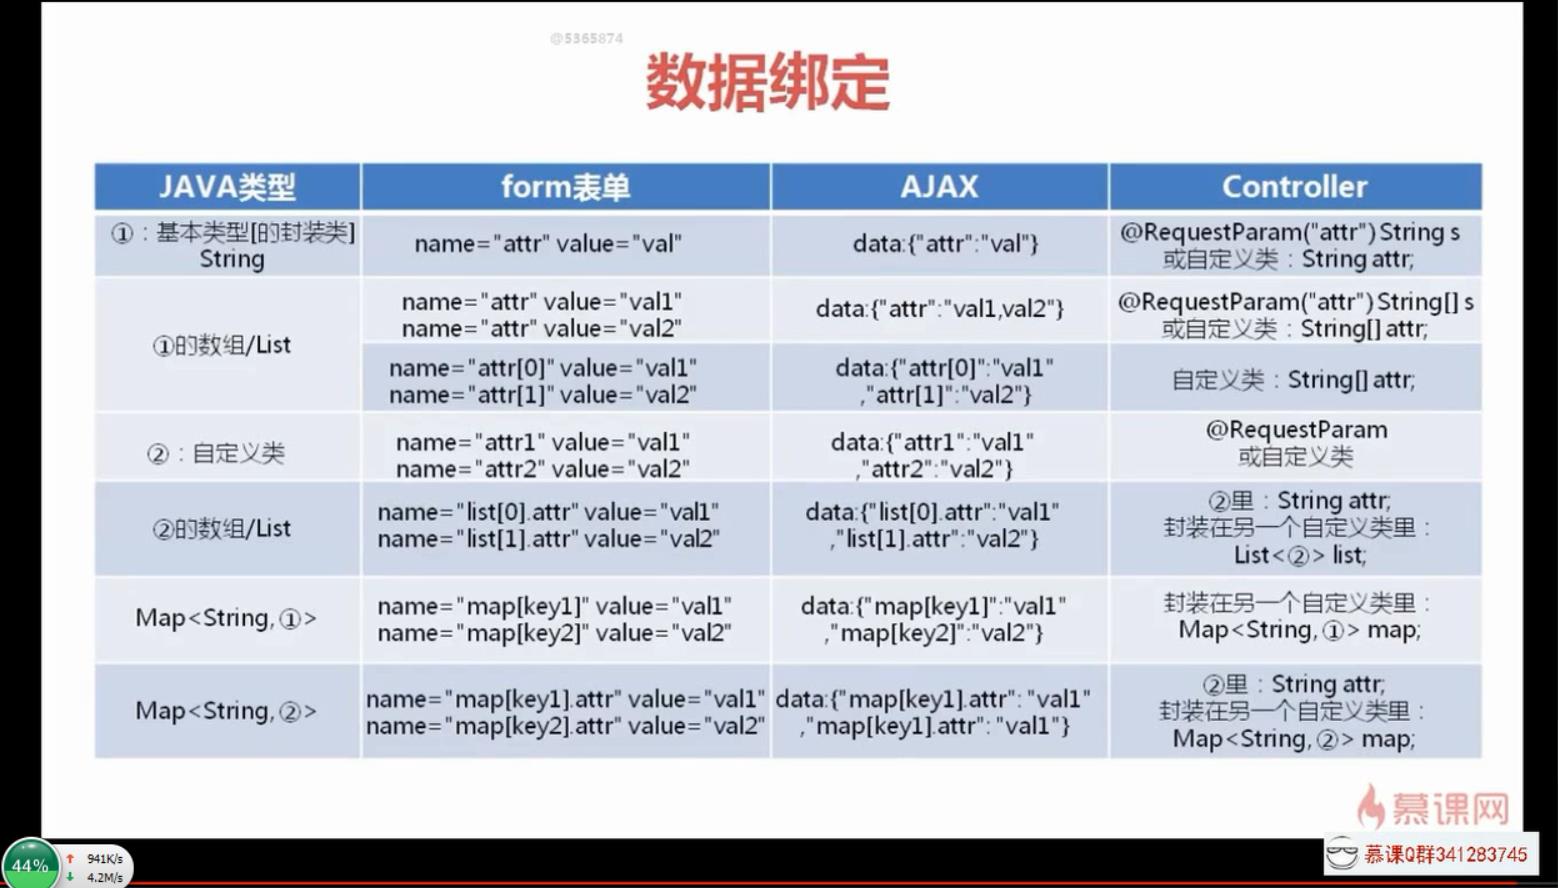 @5365874
数据绑定
JAVA类型
form表单
AJAX
Controller
①：基本类型[的封装类]
String
name="attr" value="val"
data:{"attr":"val"}
@RequestParam("attr") String s
或自定义类：String attr;
①的数组/List
name="attr" value="val1"
name="attr" value="val2"
data:{"attr":"val1,val2"}
@RequestParam("attr") String[] s
或自定义类：String[] attr;
name="attr[0]" value="val1"
name="attr[1]" value="val2"
data:{"attr[0]":"val1"
,"attr[1]":"val2"}
自定义类：String[] attr;
②：自定义类
name="attr1" value="val1"
name="attr2" value="val2"
data:{"attr1":"val1"
,"attr2":"val2"}
@RequestParam
或自定义类
②的数组/List
name="list[0].attr" value="val1"
name="list[1].attr" value="val2"
data:{"list[0].attr":"val1"
,"list[1].attr":"val2"}
②里：String attr;
封装在另一个自定义类里：
List<②> list;
Map<String,①>
name="map[key1]" value="val1"
name="map[key2]" value="val2"
data:{"map[key1]":"val1"
,"map[key2]":"val2"}
封装在另一个自定义类里：
Map<String,①> map;
Map<String,②>
name="map[key1].attr" value="val1"
name="map[key2].attr" value="val2"
data:{"map[key1].attr": "val1"
,"map[key1].attr": "val1"}
②里：String attr;
封装在另一个自定义类里：
Map<String,②> map;
慕课网
慕课Q群341283745
44%
↑ 941K/s
↓ 4.2M/s